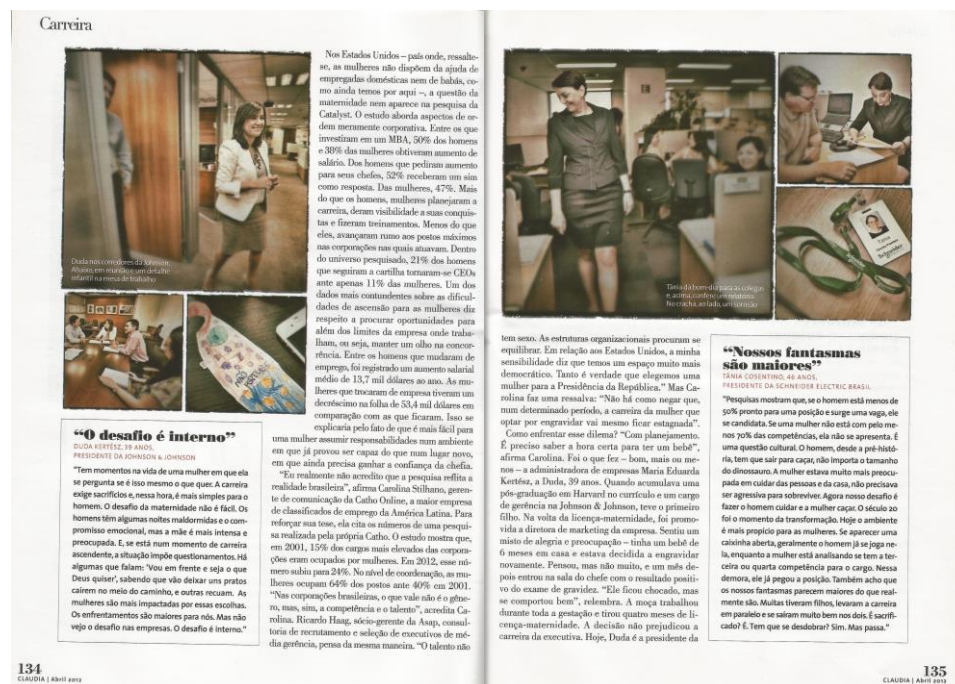 Carreira
Duda nos corredores da Johnson.
Abaixo, em reunião e um detalhe
infantil na mesa de trabalho
“O desafio é interno”
DUDA KERTÉSZ, 39 ANOS,
PRESIDENTE DA JOHNSON & JOHNSON
“Tem momentos na vida de uma mulher em que ela
se pergunta se é isso mesmo o que quer. A carreira
exige sacrifícios e, nessa hora, é mais simples para o
homem. O desafio da maternidade não é fácil. Os
homens têm algumas noites maldormidas e o com-
promisso emocional, mas a mãe é mais intensa e
preocupada. E, se está num momento de carreira
ascendente, a situação impõe questionamentos. Há
algumas que falam: ‘Vou em frente e seja o que
Deus quiser’, sabendo que vão deixar uns pratos
caírem no meio do caminho, e outras recuam. As
mulheres são mais impactadas por essas escolhas.
Os enfrentamentos são maiores para nós. Mas não
vejo o desafio nas empresas. O desafio é interno.”
Nos Estados Unidos – país onde, ressalte-
se, as mulheres não dispõem da ajuda de
empregadas domésticas nem de babás, co-
mo ainda temos por aqui –, a questão da
maternidade nem aparece na pesquisa da
Catalyst. O estudo aborda aspectos de or-
dem meramente corporativa. Entre os que
investiram em um MBA, 50% dos homens
e 38% das mulheres obtiveram aumento de
salário. Dos homens que pediram aumento
para seus chefes, 52% receberam um sim
como resposta. Das mulheres, 47%. Mais
do que os homens, mulheres planejaram a
carreira, deram visibilidade a suas conquis-
tas e fizeram treinamentos. Menos do que
eles, avançaram rumo aos postos máximos
nas corporações nas quais atuavam. Dentro
do universo pesquisado, 21% dos homens
que seguiram a cartilha tornaram-se CEOs
ante apenas 11% das mulheres. Um dos
dados mais contundentes sobre as dificul-
dades de ascensão para as mulheres diz
respeito a procurar oportunidades para
além dos limites da empresa onde traba-
lham, ou seja, manter um olho na concor-
rência. Entre os homens que mudaram de
emprego, foi registrado um aumento salarial
médio de 13,7 mil dólares ao ano. As mu-
lheres que trocaram de empresa tiveram um
decréscimo na folha de 53,4 mil dólares em
comparação com as que ficaram. Isso se
explicaria pelo fato de que é mais fácil para
uma mulher assumir responsabilidades num ambiente
em que já provou ser capaz do que num lugar novo,
em que ainda precisa ganhar a confiança da chefia.
“Eu realmente não acredito que a pesquisa reflita a
realidade brasileira”, afirma Carolina Stilhano, geren-
te de comunicação da Catho Online, a maior empresa
de classificados de emprego da América Latina. Para
reforçar sua tese, ela cita os números de uma pesqui-
sa realizada pela própria Catho. O estudo mostra que,
em 2001, 15% dos cargos mais elevados das corpora-
ções eram ocupados por mulheres. Em 2012, esse nú-
mero subiu para 24%. No nível de coordenação, as mu-
lheres ocupam 64% dos postos ante 40% em 2001.
“Nas corporações brasileiras, o que vale não é o gêne-
ro, mas, sim, a competência e o talento”, acredita Ca-
rolina. Ricardo Haag, sócio-gerente da Asap, consul-
toria de recrutamento e seleção de executivos de mé-
dia gerência, pensa da mesma maneira. “O talento não
134
CLAUDIA | Abril 2012
Tânia dá bom-dia para as colegas
e, acima, confere um relatório.
No crachá, ao lado, um sorriso
Tânia
Schneider
tem sexo. As estruturas organizacionais procuram se
equilibrar. Em relação aos Estados Unidos, a minha
sensibilidade diz que temos um espaço muito mais
democrático. Tanto é verdade que elegemos uma
mulher para a Presidência da República.” Mas Ca-
rolina faz uma ressalva: “Não há como negar que,
num determinado período, a carreira da mulher que
optar por engravidar vai mesmo ficar estagnada”.
Como enfrentar esse dilema? “Com planejamento.
É preciso saber a hora certa para ter um bebê”,
afirma Carolina. Foi o que fez – bom, mais ou me-
nos – a administradora de empresas Maria Eduarda
Kertész, a Duda, 39 anos. Quando acumulava uma
pós-graduação em Harvard no currículo e um cargo
de gerência na Johnson & Johnson, teve o primeiro
filho. Na volta da licença-maternidade, foi promo-
vida a diretora de marketing da empresa. Sentiu um
misto de alegria e preocupação – tinha um bebê de
6 meses em casa e estava decidida a engravidar
novamente. Pensou, mas não muito, e um mês de-
pois entrou na sala do chefe com o resultado positi-
vo do exame de gravidez. “Ele ficou chocado, mas
se comportou bem”, relembra. A moça trabalhou
durante toda a gestação e tirou quatro meses de li-
cença-maternidade. A decisão não prejudicou a
carreira da executiva. Hoje, Duda é a presidente da
“Nossos fantasmas
são maiores”
TÂNIA COSENTINO, 46 ANOS,
PRESIDENTE DA SCHNEIDER ELECTRIC BRASIL
“Pesquisas mostram que, se o homem está menos de
50% pronto para uma posição e surge uma vaga, ele
se candidata. Se uma mulher não está com pelo me-
nos 70% das competências, ela não se apresenta. É
uma questão cultural. O homem, desde a pré-histó-
ria, tem que sair para caçar, não importa o tamanho
do dinossauro. A mulher estava muito mais preocu-
pada em cuidar das pessoas e da casa, não precisava
ser agressiva para sobreviver. Agora nosso desafio é
fazer o homem cuidar e a mulher caçar. O século 20
foi o momento da transformação. Hoje o ambiente
é mais propício para as mulheres. Se aparecer uma
caixinha aberta, geralmente o homem já se joga ne-
la, enquanto a mulher está analisando se tem a ter-
ceira ou quarta competência para o cargo. Nessa
demora, ele já pegou a posição. Também acho que
os nossos fantasmas parecem maiores do que real-
mente são. Muitas tiveram filhos, levaram a carreira
em paralelo e se saíram muito bem nos dois. É sacrifi-
cado? É. Tem que se desdobrar? Sim. Mas passa.”
135
CLAUDIA | Abril 2012